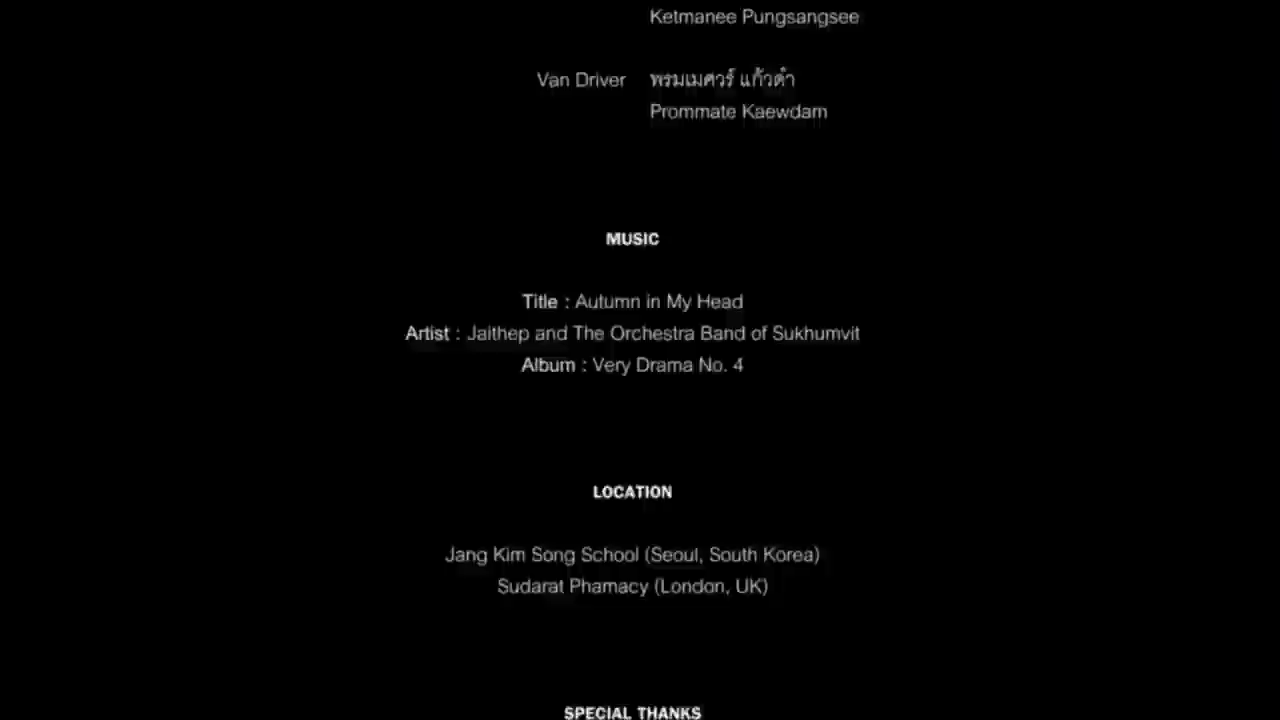 Ketmanee Pungsangsee
Van Driver พรมเมศวร์ แก้วดำ
Prommate Kaewdam
MUSIC
Title : Autumn in My Head
Artist : Jaithep and The Orchestra Band of Sukhumvit
Album : Very Drama No. 4
LOCATION
Jang Kim Song School (Seoul, South Korea)
Sudarat Phamacy (London, UK)
SPECIAL THANKS